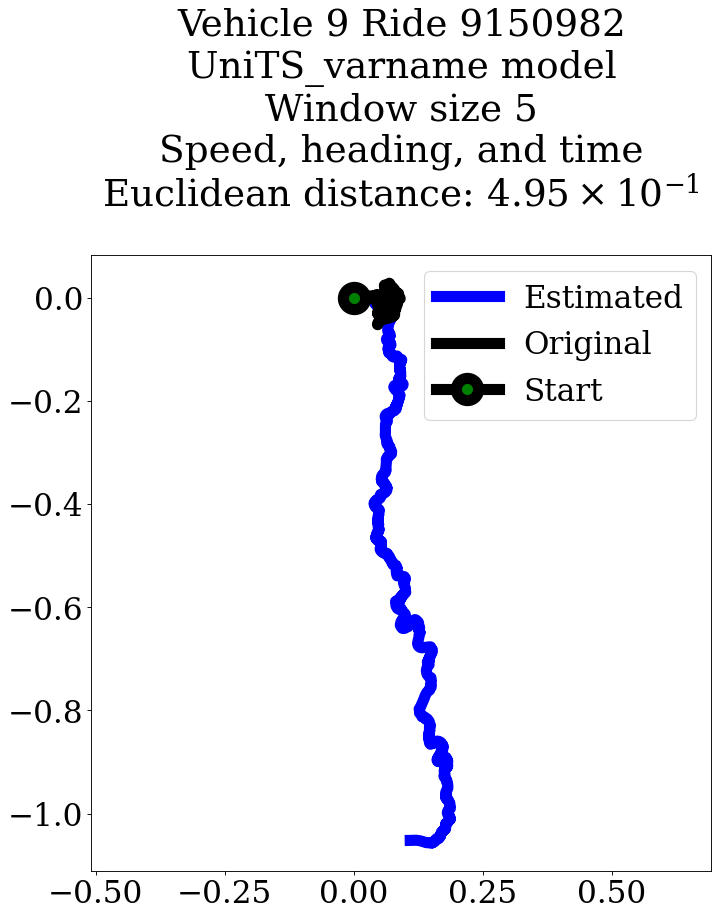 Vehicle 9 Ride 9150982
UniTS_varname model
Window size 5
Speed, heading, and time
Euclidean distance: 4.95 × 10⁻¹
Estimated
Original
Start
0.0
−0.2
−0.4
−0.6
−0.8
−1.0
−0.50
−0.25
0.00
0.25
0.50